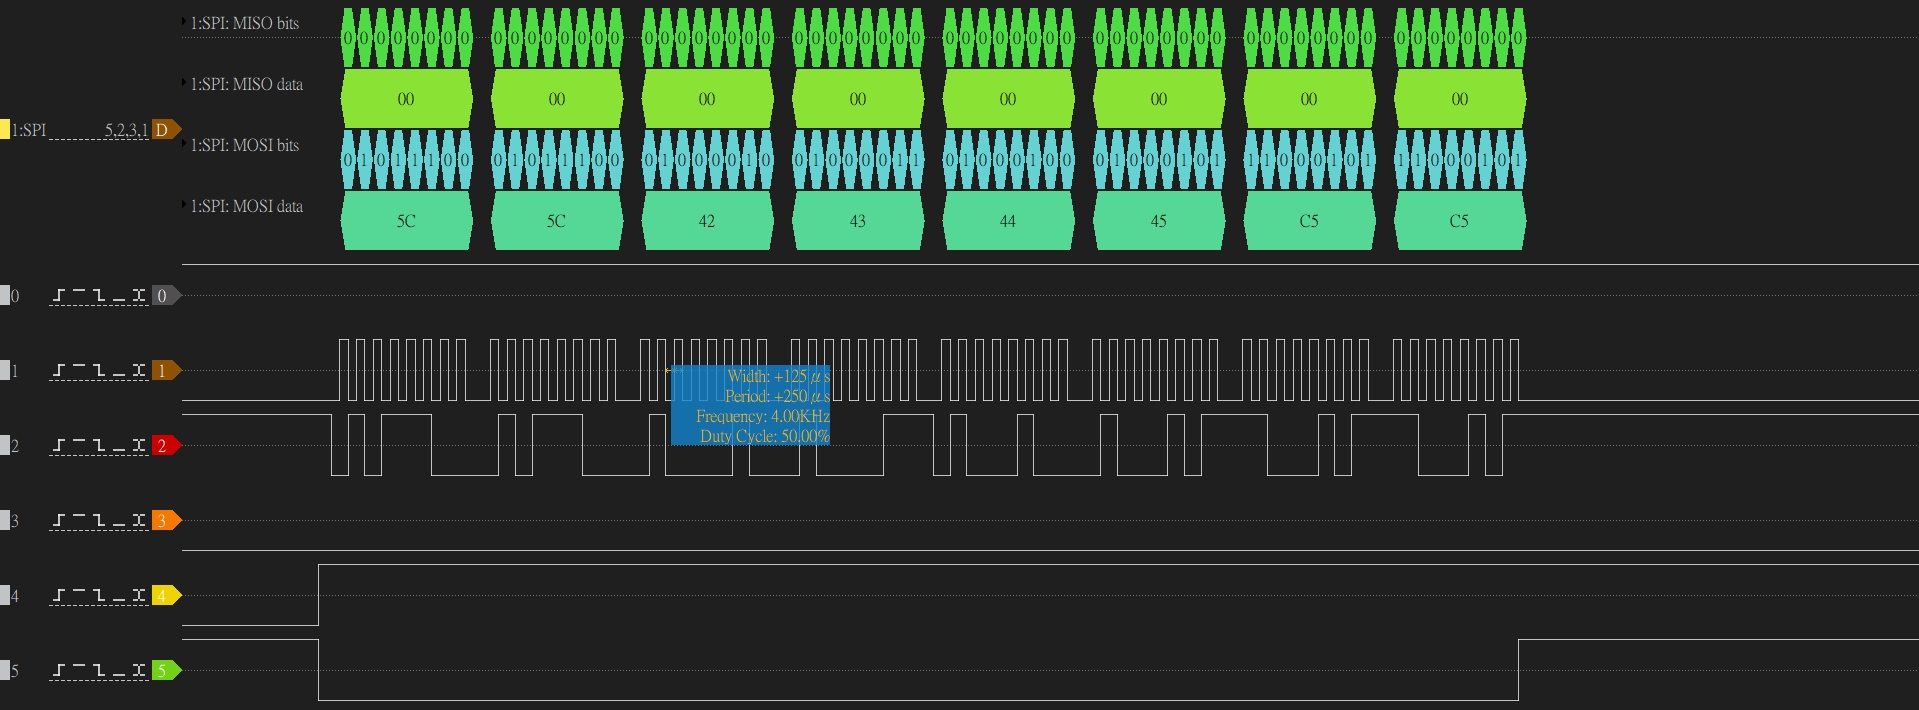 1:SPI: MISO bits
0 0 0 0 0 0 0 0 0 0 0 0 0 0 0 0 0 0 0 0 0 0 0 0 0 0 0 0 0 0 0 0 0 0 0 0 0 0 0 0 0 0 0 0 0 0 0 0 0 0 0 0 0 0 0 0 0 0 0 0 0 0 0 0
1:SPI: MISO data
00 00 00 00 00 00 00 00
1:SPI 5,2,3,1 D
1:SPI: MOSI bits
0 1 0 1 1 1 0 0 0 1 0 1 1 1 0 0 0 1 0 0 0 0 1 0 0 1 0 0 0 0 1 1 0 1 0 0 0 1 0 0 0 1 0 0 0 1 0 1 1 1 0 0 0 1 0 1 1 1 0 0 0 1 0 1
1:SPI: MOSI data
5C 5C 42 43 44 45 C5 C5
0 0
1 1
Width: +125 μs
Period: +250 μs
Frequency: 4.00KHz
Duty Cycle: 50.00%
2 2
3 3
4 4
5 5